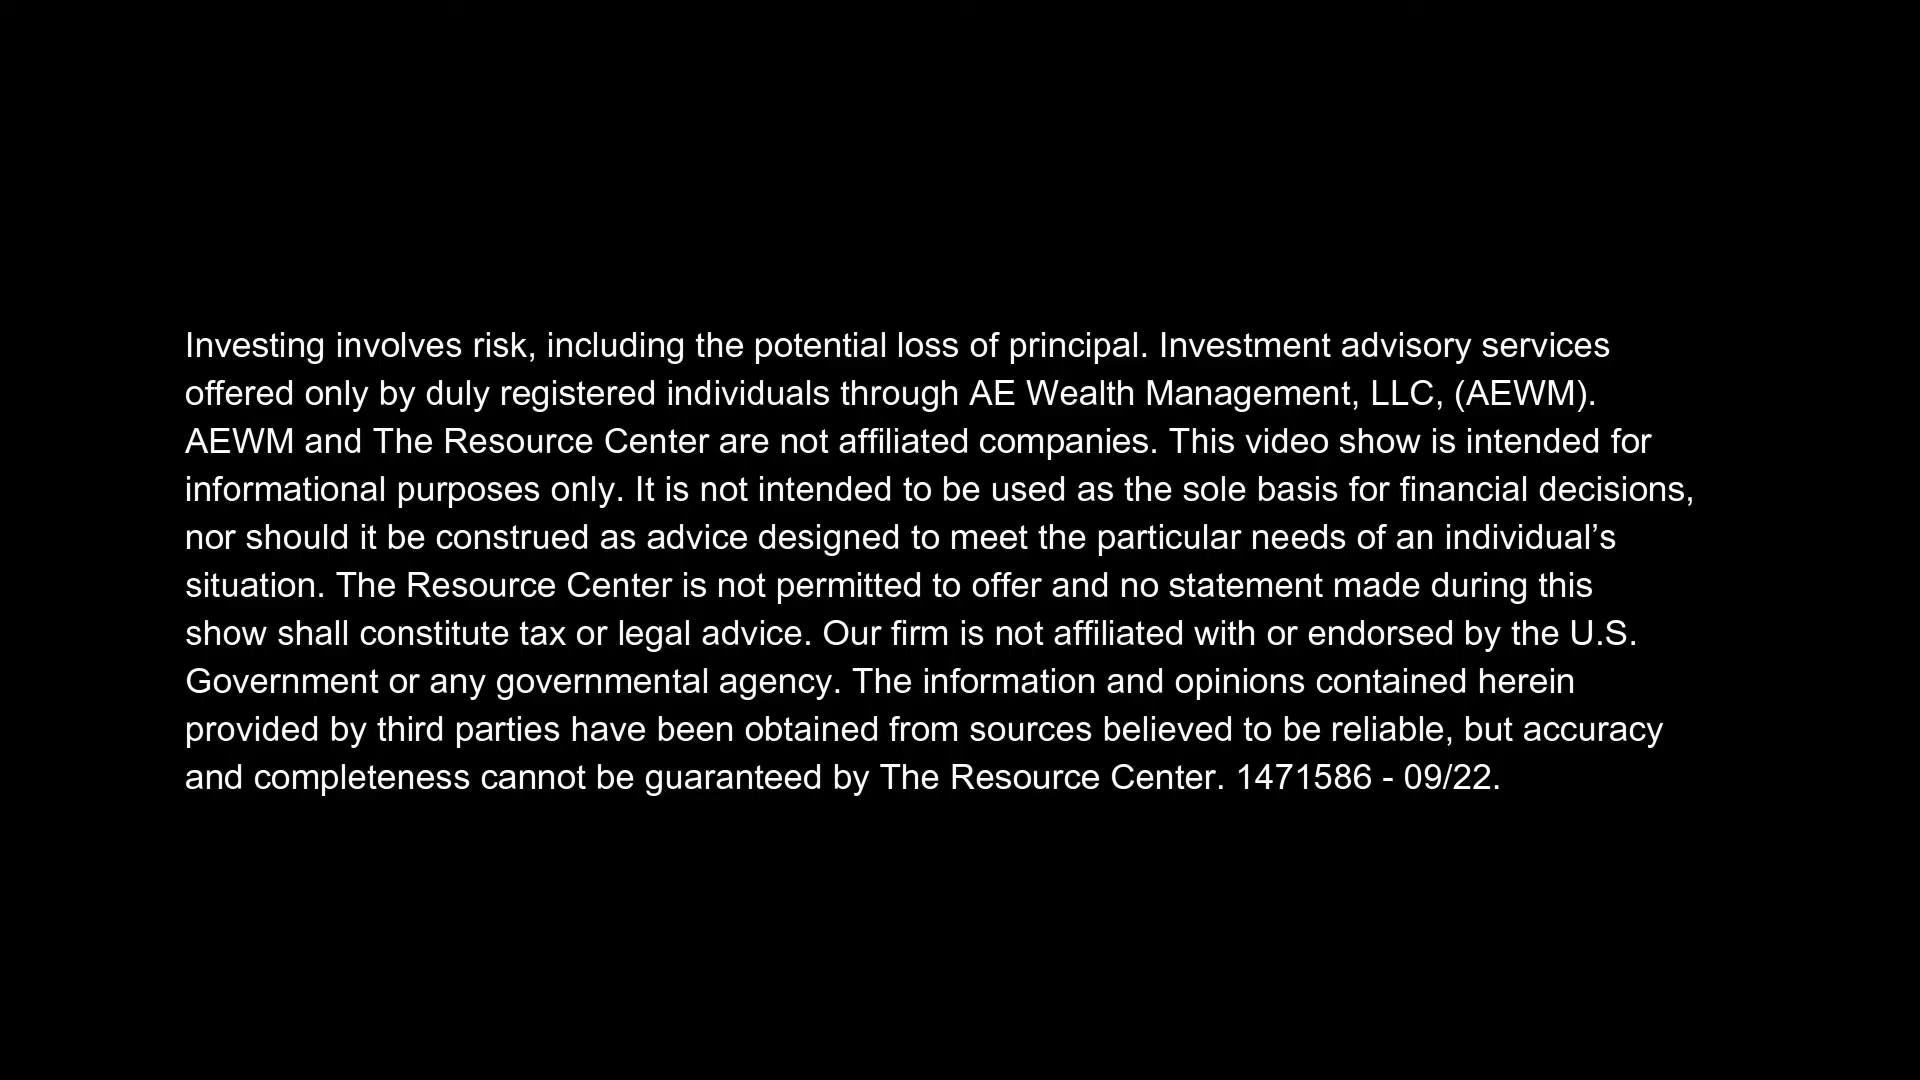 Investing involves risk, including the potential loss of principal. Investment advisory services
offered only by duly registered individuals through AE Wealth Management, LLC, (AEWM).
AEWM and The Resource Center are not affiliated companies. This video show is intended for
informational purposes only. It is not intended to be used as the sole basis for financial decisions,
nor should it be construed as advice designed to meet the particular needs of an individual’s
situation. The Resource Center is not permitted to offer and no statement made during this
show shall constitute tax or legal advice. Our firm is not affiliated with or endorsed by the U.S.
Government or any governmental agency. The information and opinions contained herein
provided by third parties have been obtained from sources believed to be reliable, but accuracy
and completeness cannot be guaranteed by The Resource Center. 1471586 - 09/22.